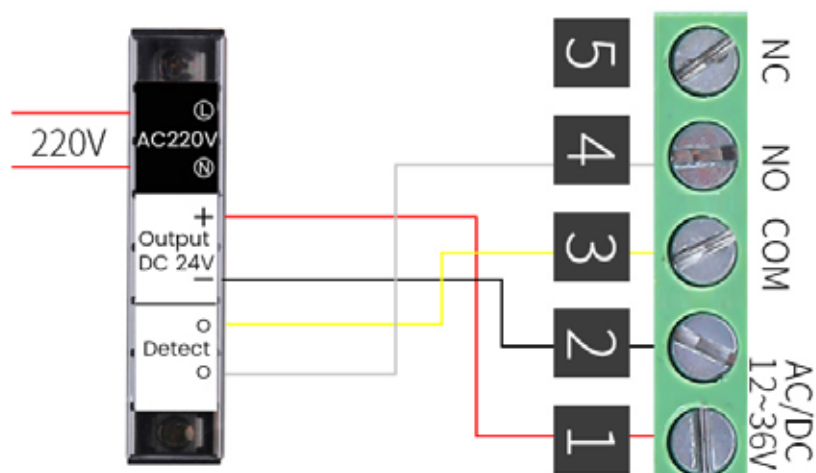 220V
L
AC220V
N
+
Output
DC 24V
−
Detect
5
4
3
2
1
NC
NO
COM
AC/DC
12~36V